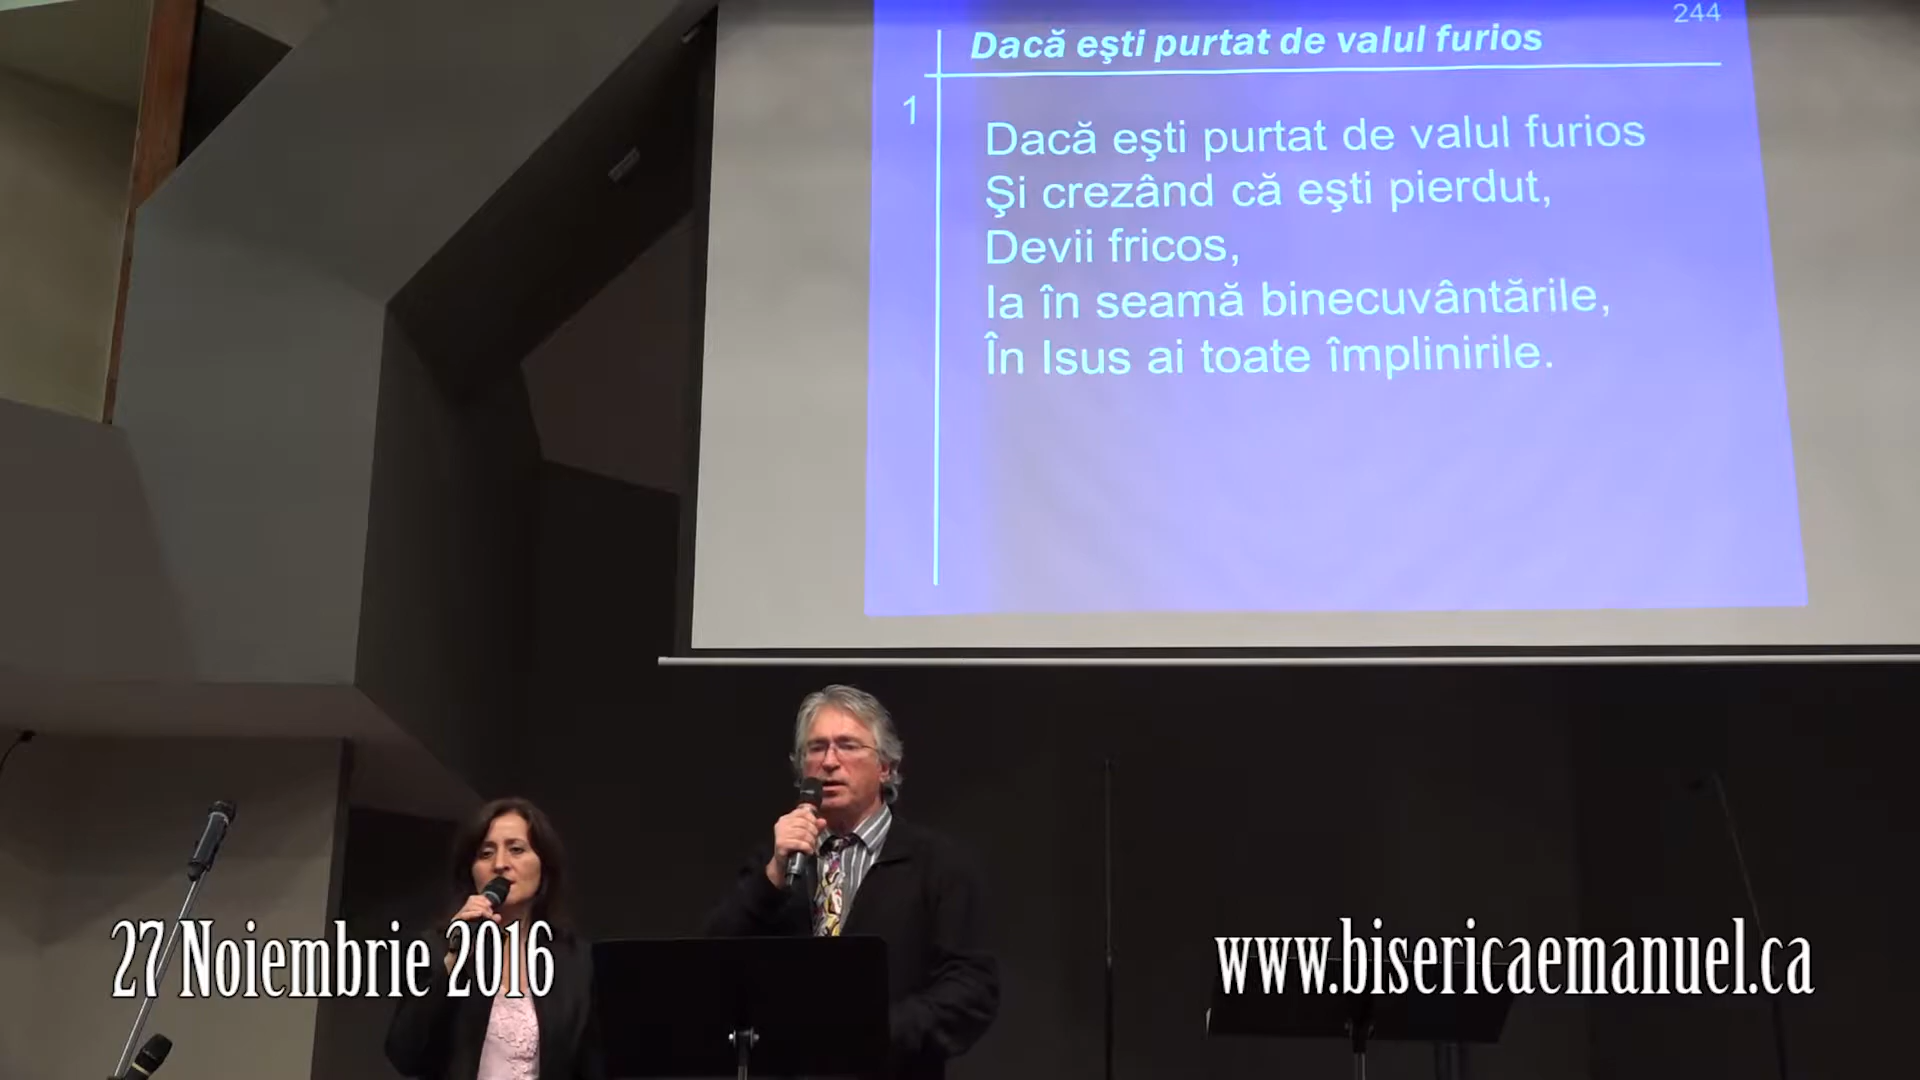 244
Dacă eşti purtat de valul furios
1
Dacă eşti purtat de valul furios
Şi crezând că eşti pierdut,
Devii fricos,
Ia în seamă binecuvântările,
În Isus ai toate împlinirile.
27 Noiembrie 2016
www.bisericaemanuel.ca